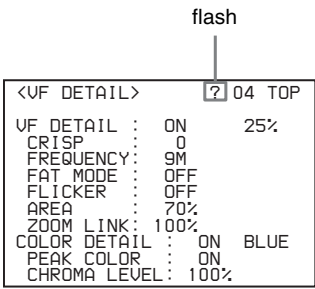 flash
<VF DETAIL> ? 04 TOP
VF DETAIL : ON 25%
CRISP : 0
FREQUENCY: 9M
FAT MODE : OFF
FLICKER : OFF
AREA : 70%
ZOOM LINK: 100%
COLOR DETAIL : ON BLUE
PEAK COLOR : ON
CHROMA LEVEL: 100%